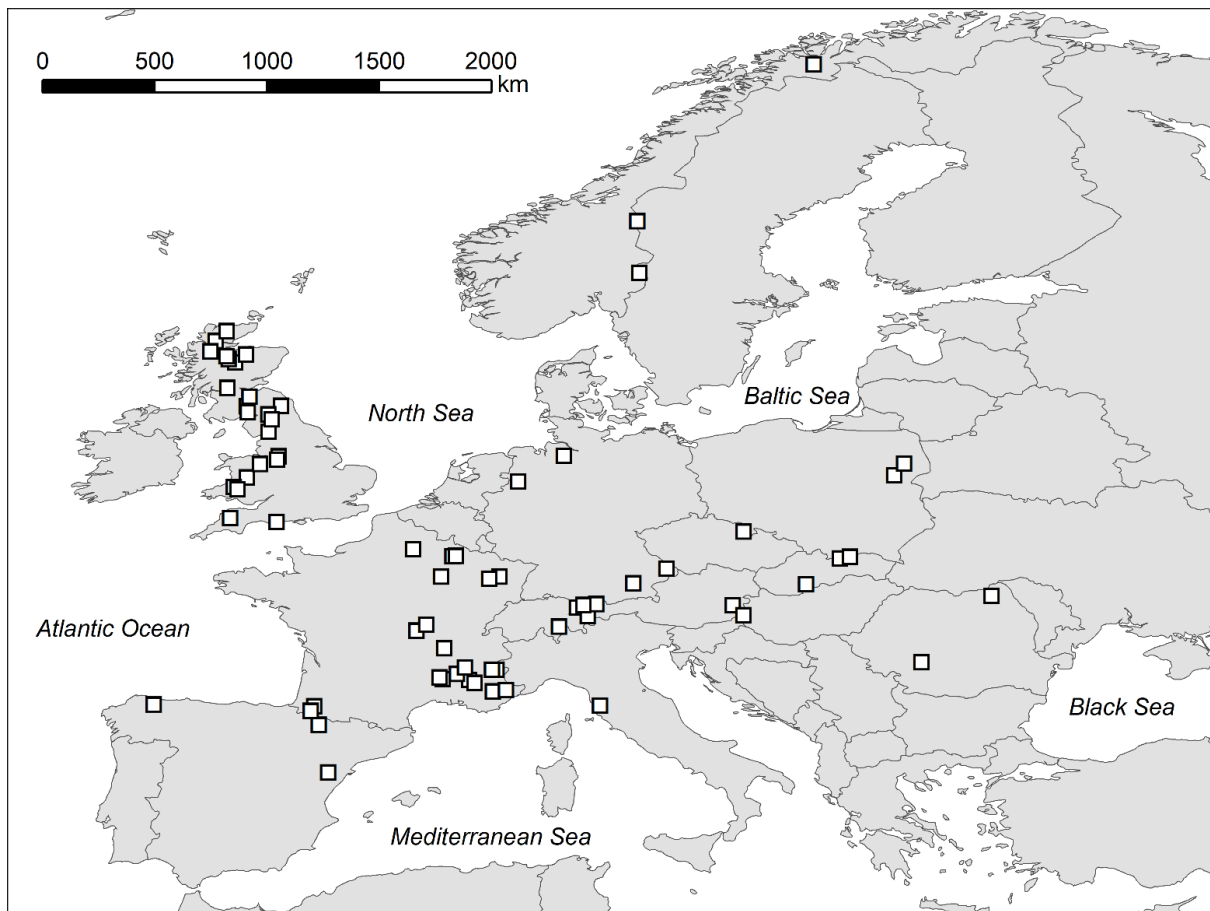 0 500 1000 1500 2000
km
North Sea
Baltic Sea
Atlantic Ocean
Black Sea
Mediterranean Sea